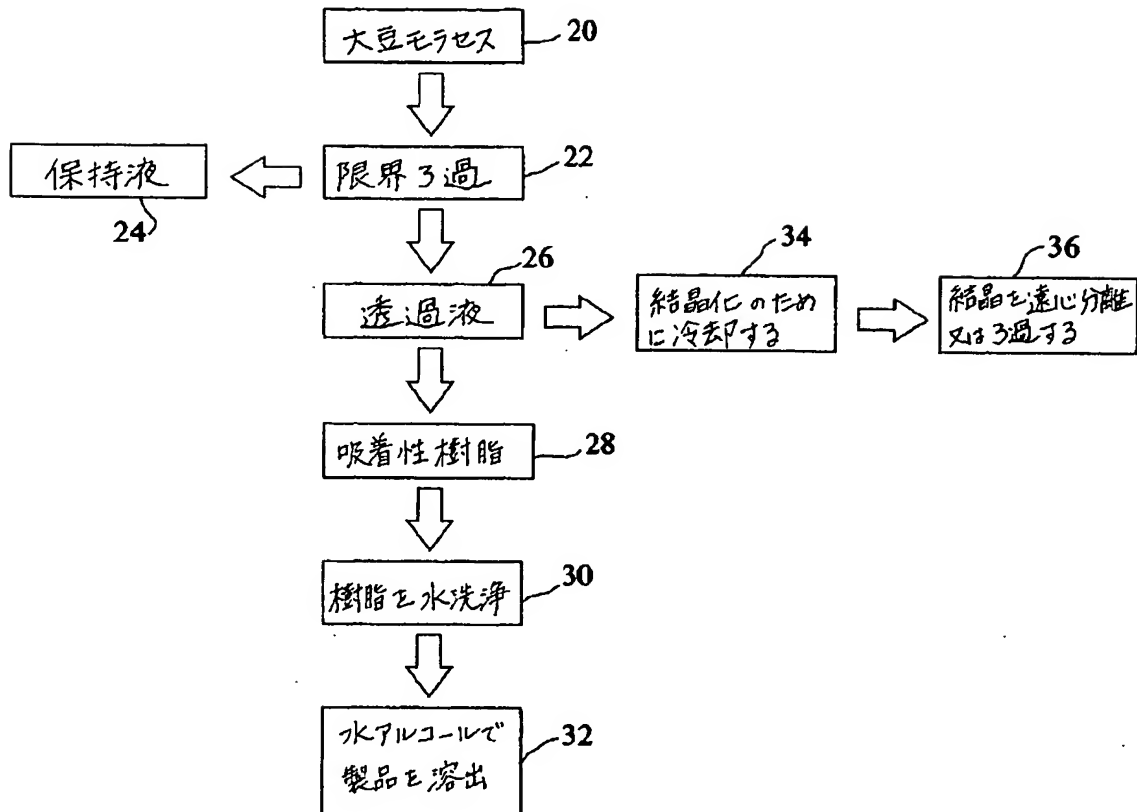 大豆モラセス
20
限界ろ過
22
保持液
24
透過液
26
結晶化のため
に冷却する
34
結晶を遠心分離
又はろ過する
36
吸着性樹脂
28
樹脂を水洗浄
30
水アルコールで
製品を溶出
32